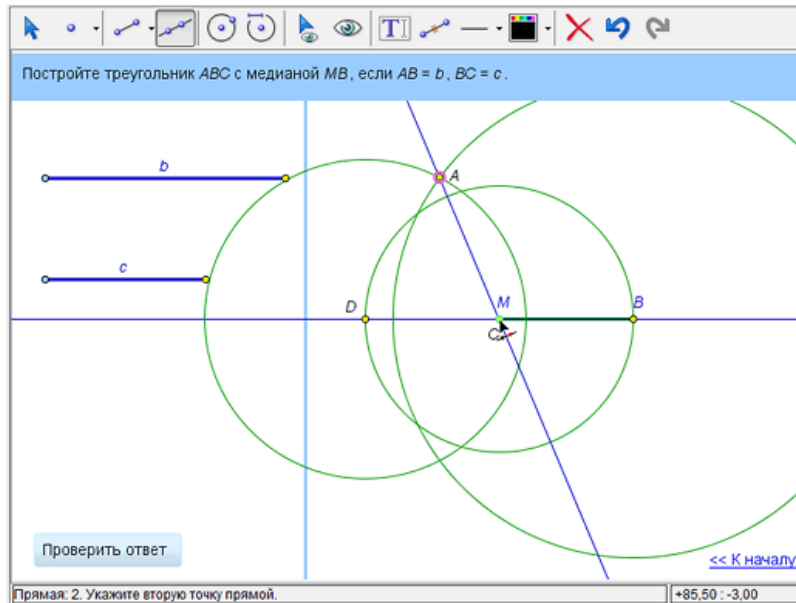 Постройте треугольник ABC с медианой MB, если AB = b, BC = c.
b
c
A
D
M
B
C
Проверить ответ
<< К началу
Прямая: 2. Укажите вторую точку прямой.
+85,50 : -3,00